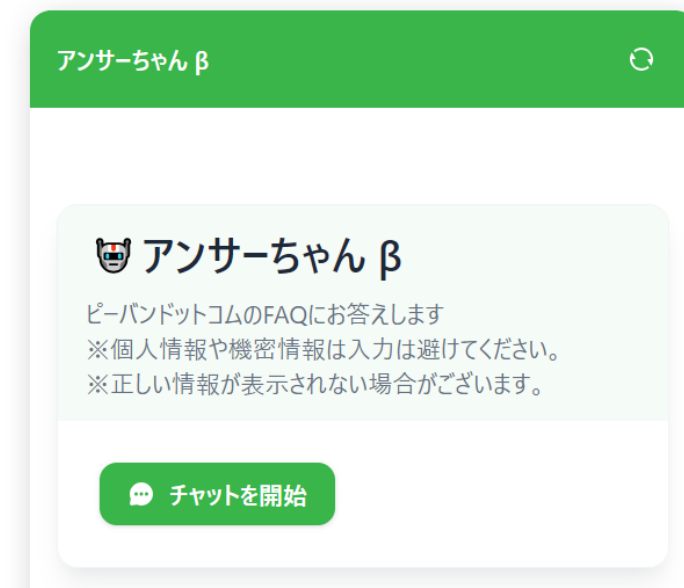 アンサーちゃん β
アンサーちゃん β
ピーバンドットコムのFAQにお答えします
※個人情報や機密情報は入力は避けてください。
※正しい情報が表示されない場合がございます。
チャットを開始